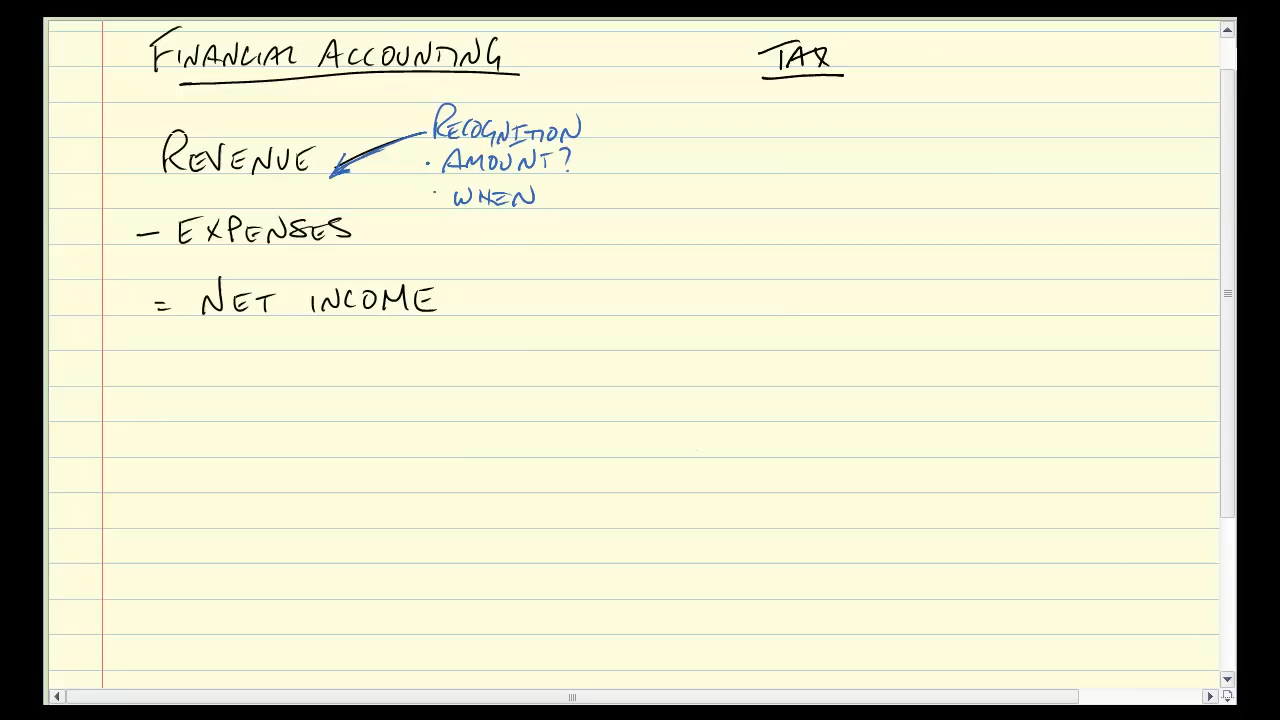 FINANCIAL ACCOUNTING
TAX
REVENUE
RECOGNITION
· AMOUNT?
· WHEN
- EXPENSES
= NET INCOME